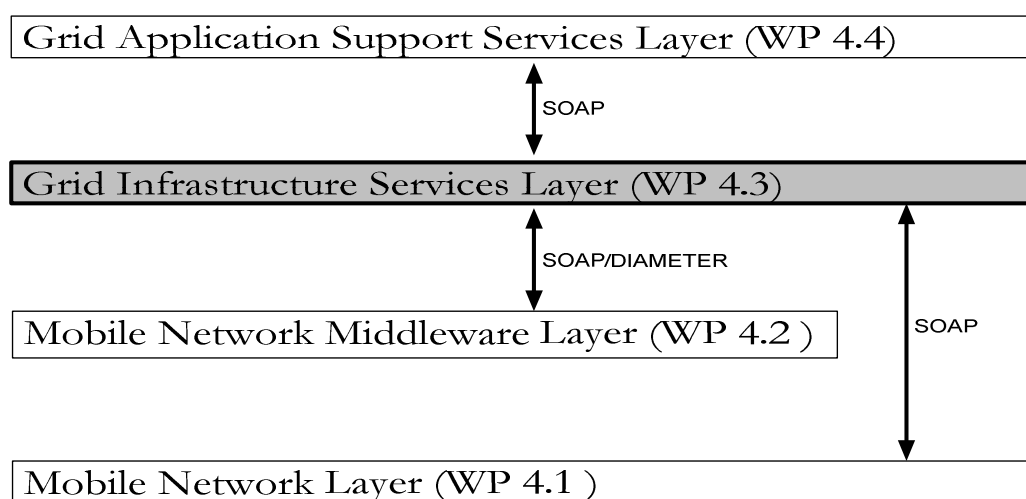 Grid Application Support Services Layer (WP 4.4)
SOAP
Grid Infrastructure Services Layer (WP 4.3)
SOAP/DIAMETER
Mobile Network Middleware Layer (WP 4.2 )
SOAP
Mobile Network Layer (WP 4.1 )